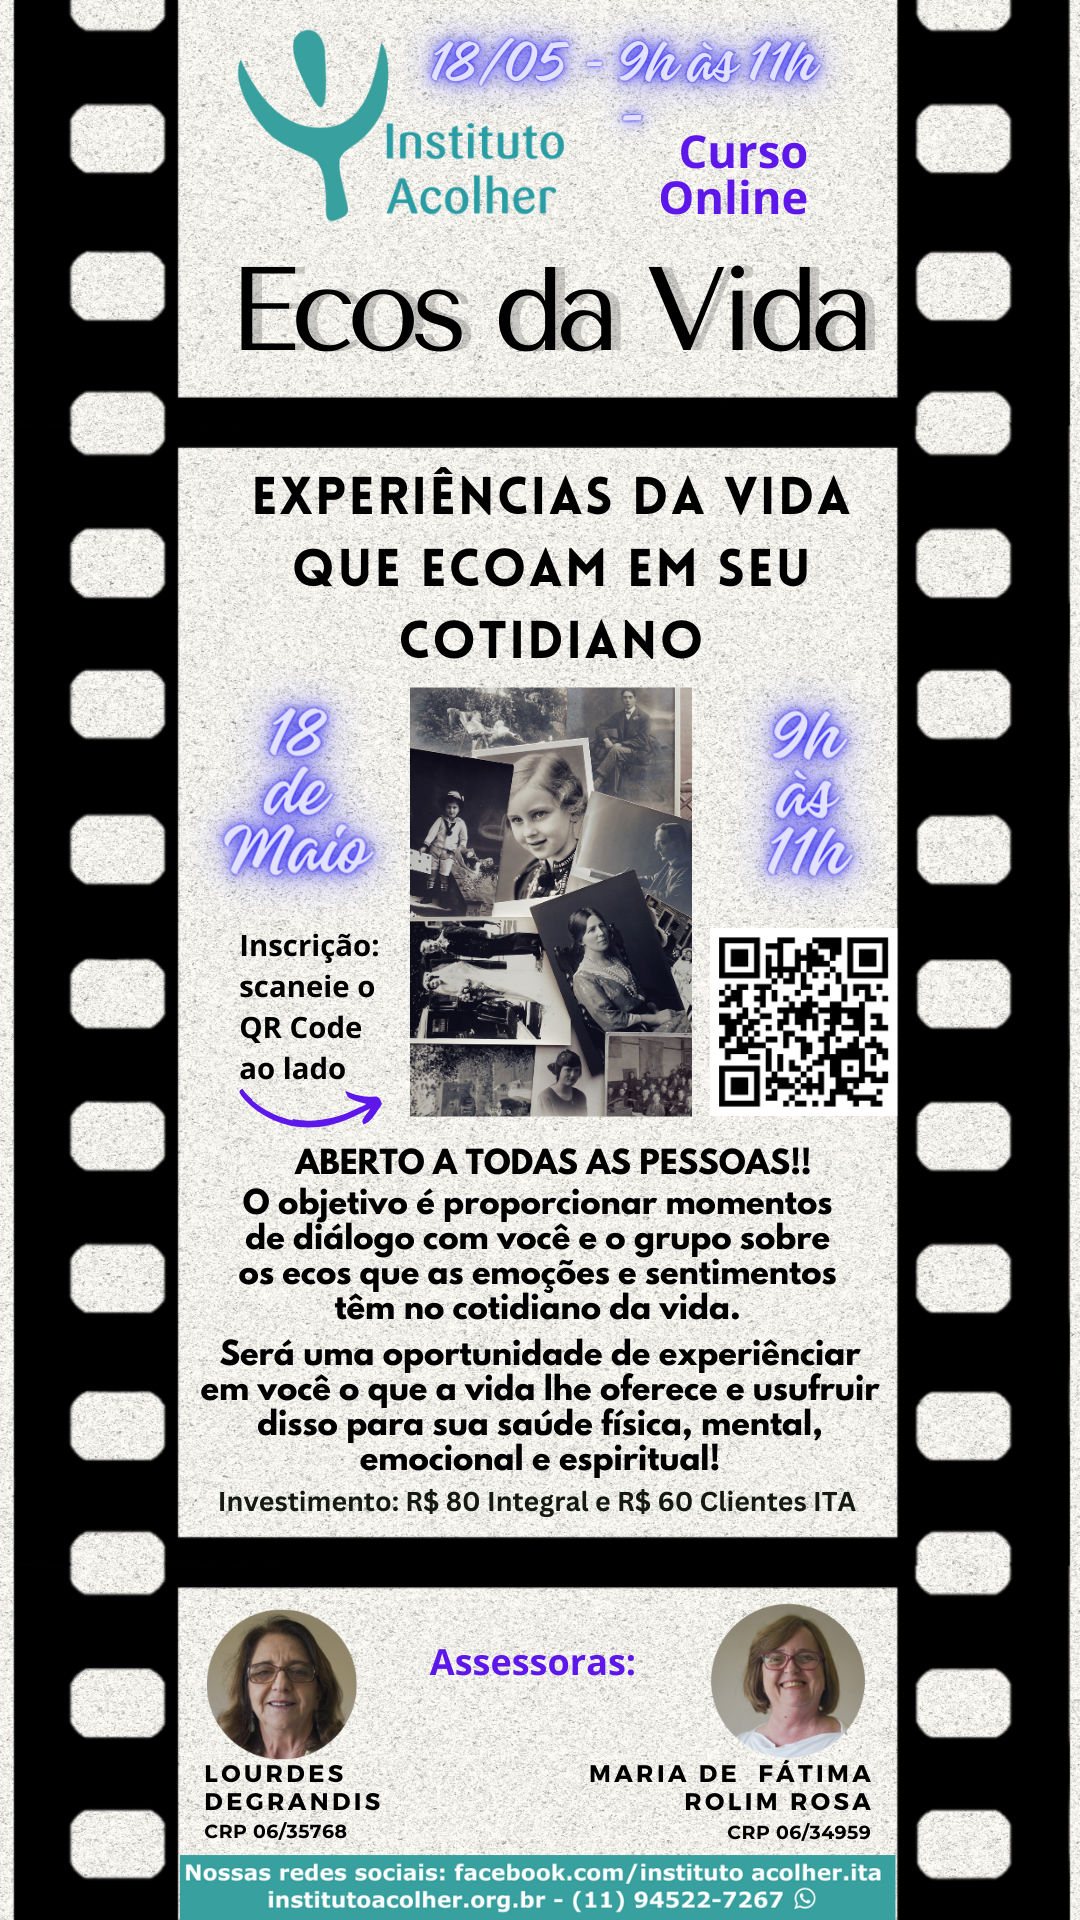 18/05 - 9h às 11h
-
Instituto
Acolher
Curso
Online
Ecos da Vida
EXPERIÊNCIAS DA VIDA
QUE ECOAM EM SEU
COTIDIANO
18
de
Maio
9h
às
11h
Inscrição:
scaneie o
QR Code
ao lado
ABERTO A TODAS AS PESSOAS!!
O objetivo é proporcionar momentos
de diálogo com você e o grupo sobre
os ecos que as emoções e sentimentos
têm no cotidiano da vida.
Será uma oportunidade de experiênciar
em você o que a vida lhe oferece e usufruir
disso para sua saúde física, mental,
emocional e espiritual!
Investimento: R$ 80 Integral e R$ 60 Clientes ITA
Assessoras:
LOURDES
DEGRANDIS
CRP 06/35768
MARIA DE FÁTIMA
ROLIM ROSA
CRP 06/34959
Nossas redes sociais: facebook.com/instituto acolher.ita
institutoacolher.org.br - (11) 94522-7267